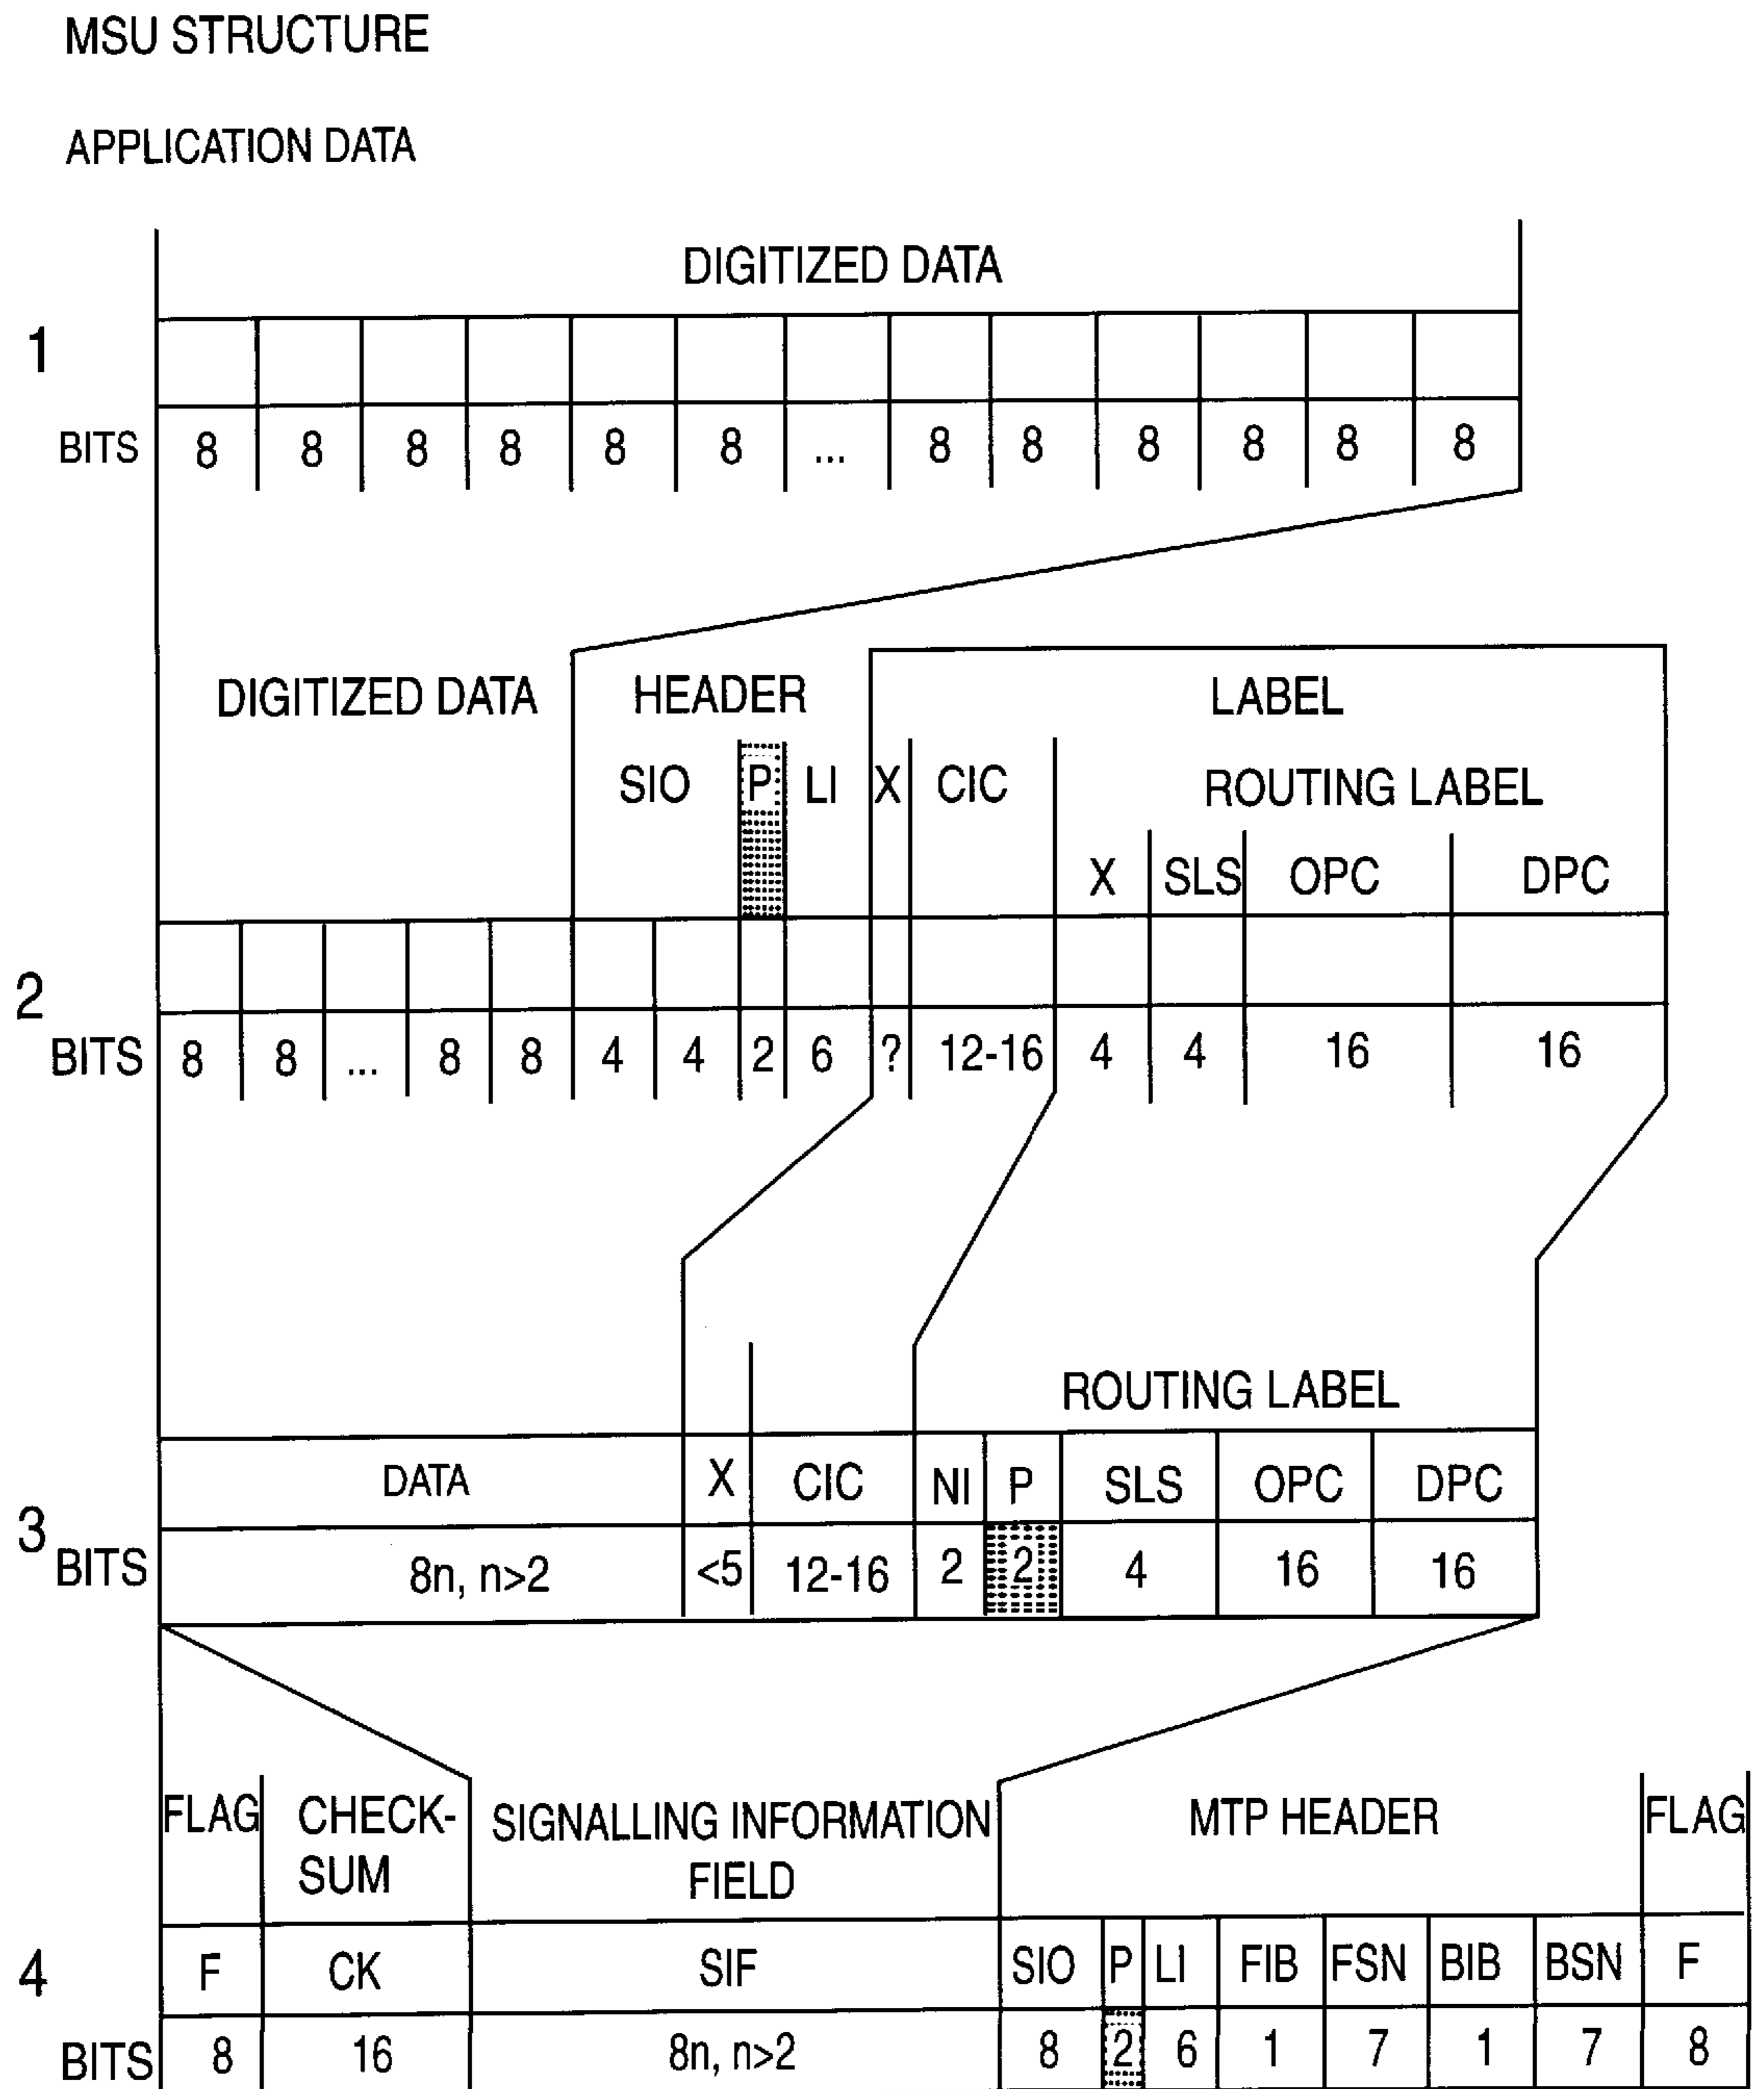 MSU STRUCTURE
APPLICATION DATA
DIGITIZED DATA
1
BITS 8 8 8 8 8 8 ... 8 8 8 8 8 8
DIGITIZED DATA HEADER LABEL
SIO P LI X CIC ROUTING LABEL
X SLS OPC DPC
2
BITS 8 8 ... 8 8 4 4 2 6 ? 12-16 4 4 16 16
ROUTING LABEL
DATA X CIC NI P SLS OPC DPC
3
BITS 8n, n>2 <5 12-16 2 2 4 16 16
FLAG CHECK- SIGNALLING INFORMATION MTP HEADER FLAG
SUM FIELD
4 F CK SIF SIO P LI FIB FSN BIB BSN F
BITS 8 16 8n, n>2 8 2 6 1 7 1 7 8